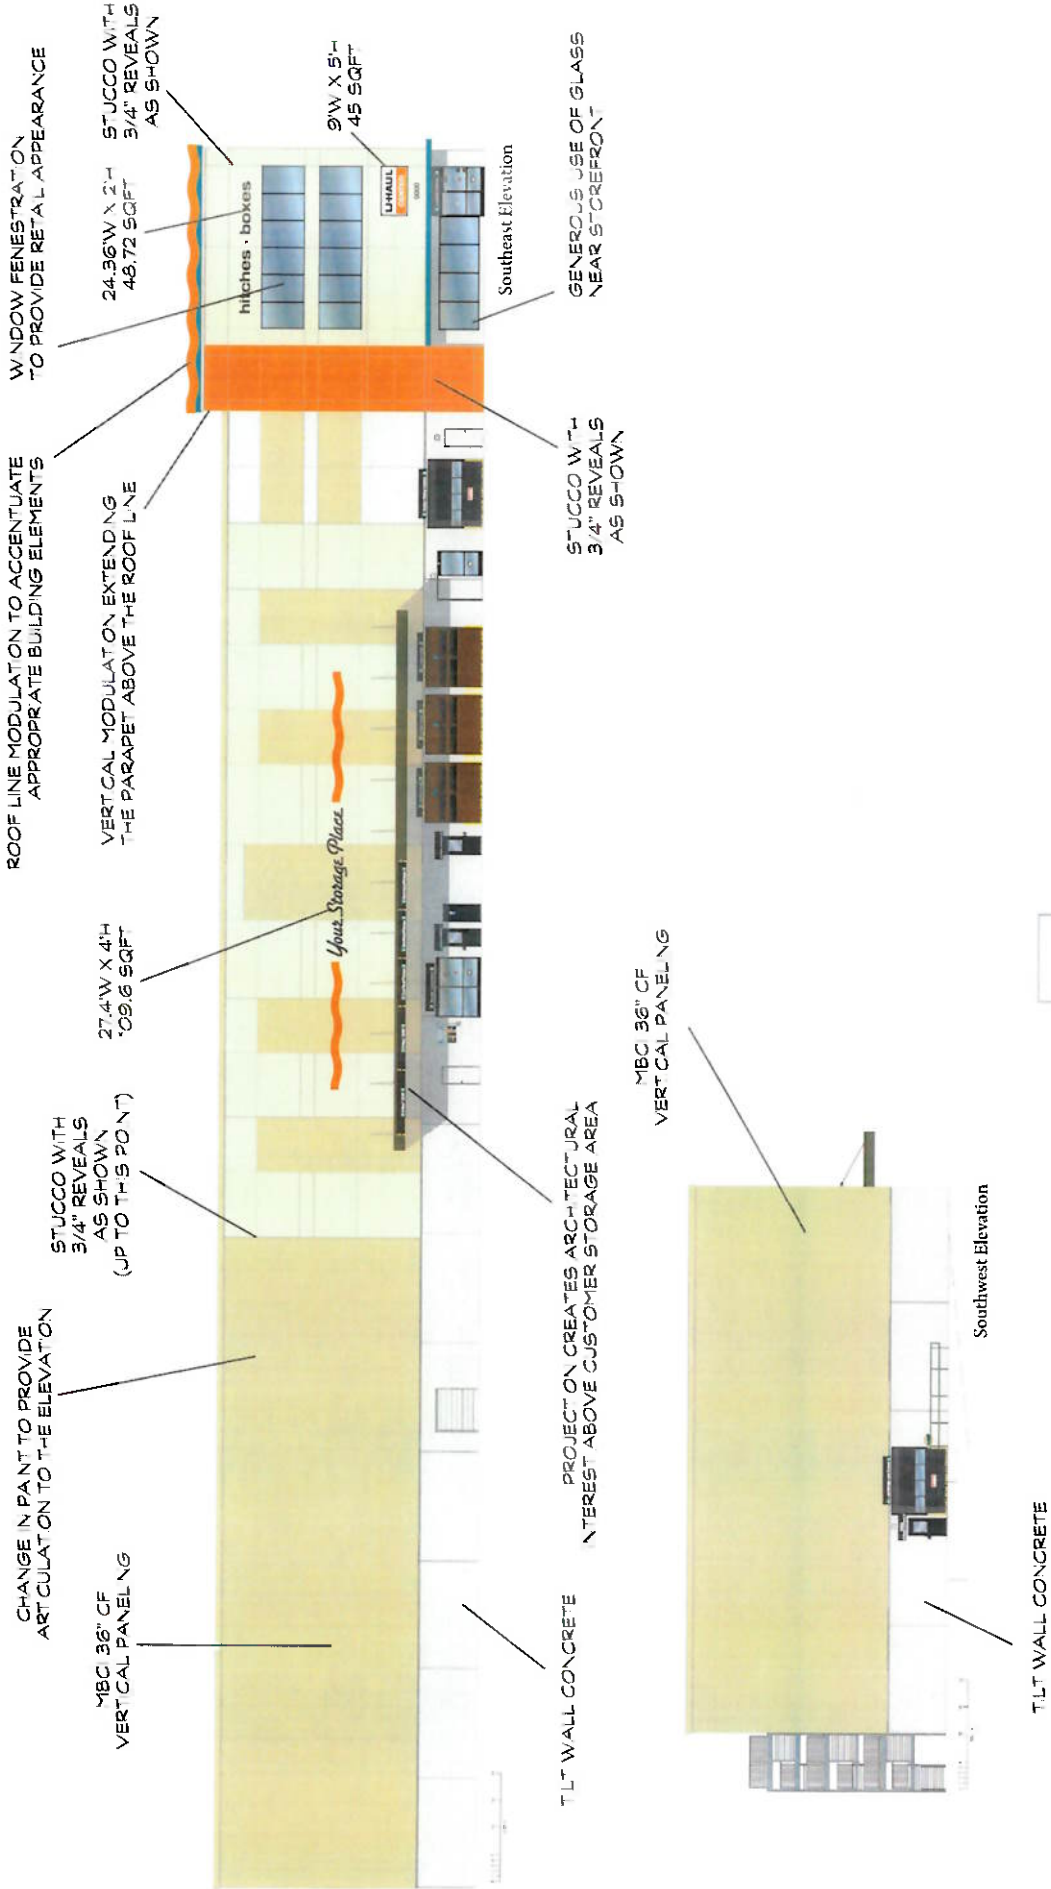 CHANGE IN PAINT TO PROVIDE
ARTICULATION TO THE ELEVATION
MBCI 36" CF
VERTICAL PANELING
STUCCO WITH
3/4" REVEALS
AS SHOWN
(UP TO THIS POINT)
27.4'W X 4'H
109.6 SQFT
ROOF LINE MODULATION TO ACCENTUATE
APPROPRIATE BUILDING ELEMENTS
VERTICAL MODULATION EXTENDING
THE PARAPET ABOVE THE ROOF LINE
WINDOW FENESTRATION
TO PROVIDE RETAIL APPEARANCE
24.36'W X 2'H
48.72 SQFT
STUCCO WITH
3/4" REVEALS
AS SHOWN
9'W X 5'H
45 SQFT
Your Storage Place
hitches · boxes
U-HAUL
CENTER
0000
Southeast Elevation
TILT WALL CONCRETE
PROJECTION CREATES ARCHITECTURAL
INTEREST ABOVE CUSTOMER STORAGE AREA
STUCCO WITH
3/4" REVEALS
AS SHOWN
GENEROUS USE OF GLASS
NEAR STOREFRONT
MBCI 36" CF
VERTICAL PANELING
Southwest Elevation
TILT WALL CONCRETE